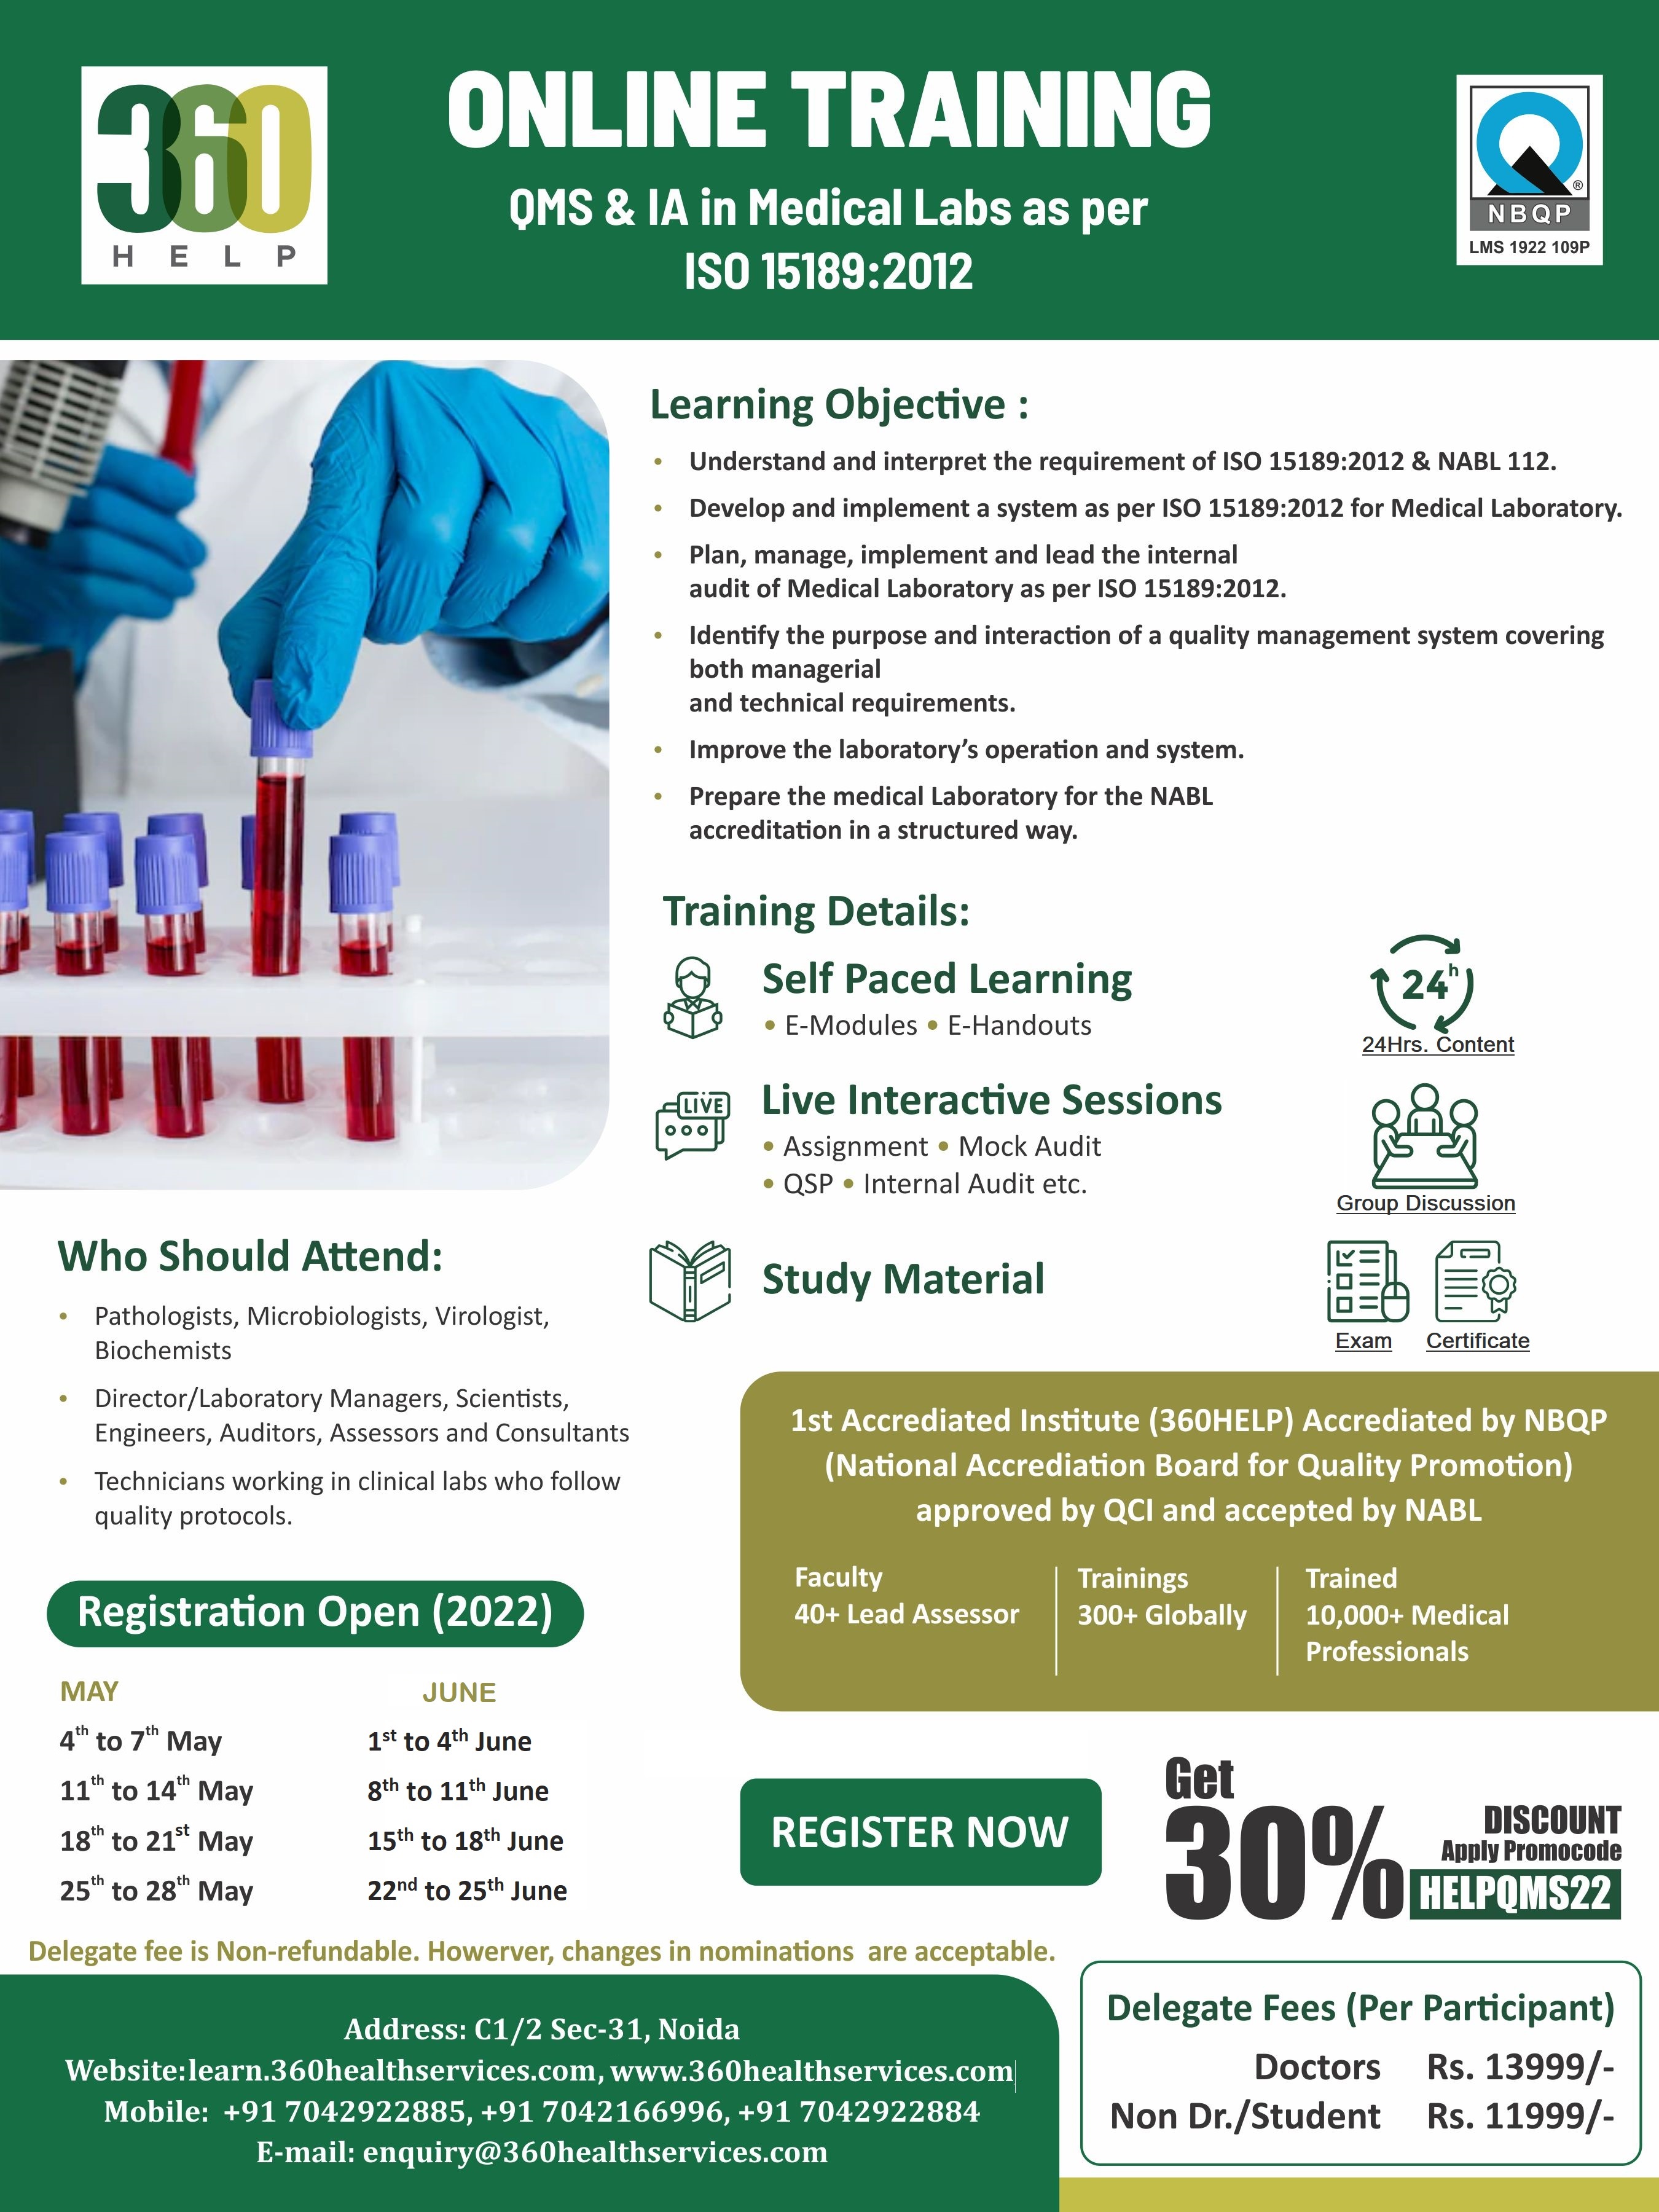 360
HELP
ONLINE TRAINING
QMS & IA in Medical Labs as per
ISO 15189:2012
®
NBQP
LMS 1922 109P
Learning Objective :
• Understand and interpret the requirement of ISO 15189:2012 & NABL 112.
• Develop and implement a system as per ISO 15189:2012 for Medical Laboratory.
• Plan, manage, implement and lead the internal
audit of Medical Laboratory as per ISO 15189:2012.
• Identify the purpose and interaction of a quality management system covering
both managerial
and technical requirements.
• Improve the laboratory’s operation and system.
• Prepare the medical Laboratory for the NABL
accreditation in a structured way.
Training Details:
Self Paced Learning
• E-Modules • E-Handouts
24h
24Hrs. Content
LIVE
Live Interactive Sessions
• Assignment • Mock Audit
• QSP • Internal Audit etc.
Group Discussion
Study Material
Exam
Certificate
Who Should Attend:
• Pathologists, Microbiologists, Virologist,
Biochemists
• Director/Laboratory Managers, Scientists,
Engineers, Auditors, Assessors and Consultants
• Technicians working in clinical labs who follow
quality protocols.
1st Accrediated Institute (360HELP) Accrediated by NBQP
(National Accrediation Board for Quality Promotion)
approved by QCI and accepted by NABL
Faculty
40+ Lead Assessor
Trainings
300+ Globally
Trained
10,000+ Medical
Professionals
Registration Open (2022)
MAY
4th to 7th May
11th to 14th May
18th to 21st May
25th to 28th May
JUNE
1st to 4th June
8th to 11th June
15th to 18th June
22nd to 25th June
REGISTER NOW
Get
30%
DISCOUNT
Apply Promocode
HELPQMS22
Delegate fee is Non-refundable. Howerver, changes in nominations are acceptable.
Address: C1/2 Sec-31, Noida
Website:learn.360healthservices.com, www.360healthservices.com
Mobile: +91 7042922885, +91 7042166996, +91 7042922884
E-mail: enquiry@360healthservices.com
Delegate Fees (Per Participant)
Doctors Rs. 13999/-
Non Dr./Student Rs. 11999/-